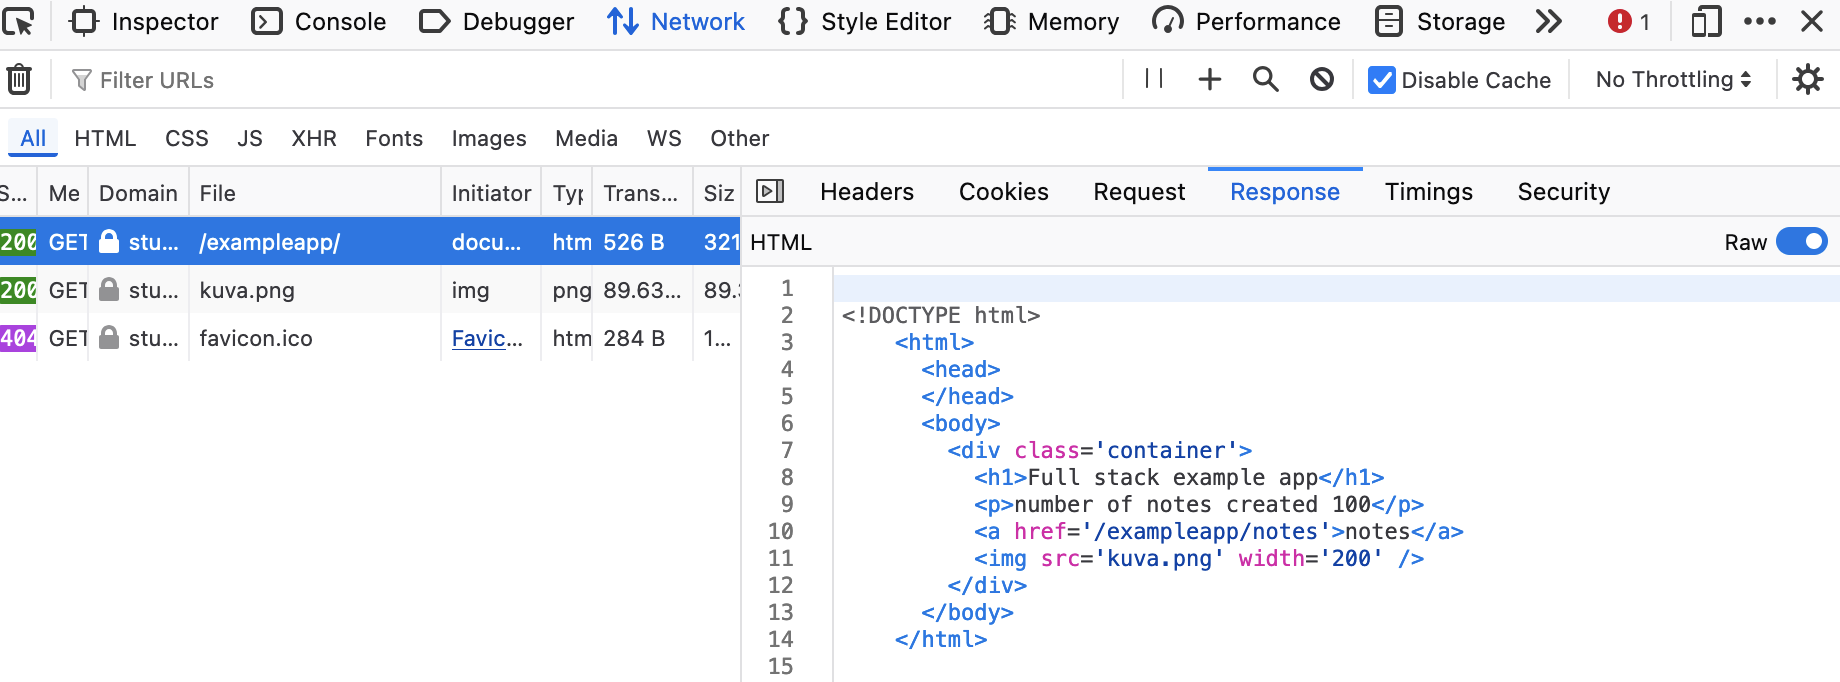 Inspector Console Debugger Network Style Editor Memory Performance Storage 1
Filter URLs Disable Cache No Throttling
All HTML CSS JS XHR Fonts Images Media WS Other
S... Me Domain File Initiator Typ Trans... Siz Headers Cookies Request Response Timings Security
200 GET stu... /exampleapp/ docu... htm 526 B 321 HTML Raw
200 GET stu... kuva.png img png 89.63... 89.
404 GET stu... favicon.ico Favic... htm 284 B 1...
1
2 <!DOCTYPE html>
3 <html>
4 <head>
5 </head>
6 <body>
7 <div class='container'>
8 <h1>Full stack example app</h1>
9 <p>number of notes created 100</p>
10 <a href='/exampleapp/notes'>notes</a>
11 <img src='kuva.png' width='200' />
12 </div>
13 </body>
14 </html>
15